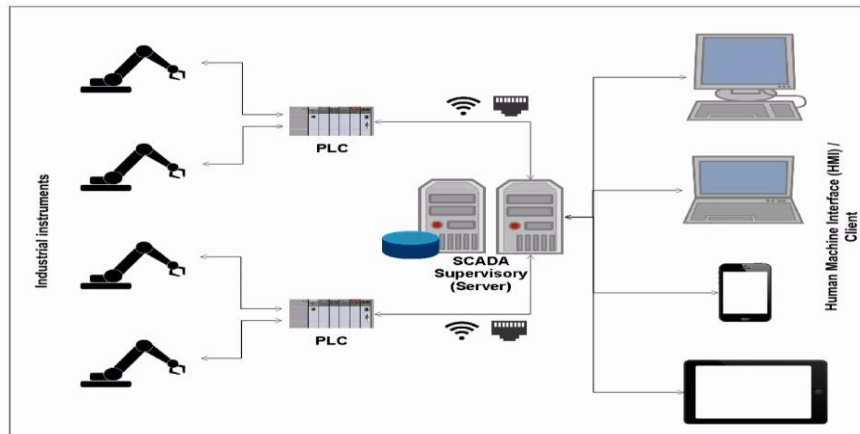 Industrial instruments
PLC
SCADA
Supervisory
(Server)
PLC
Human Machine Interface (HMI) /
Client